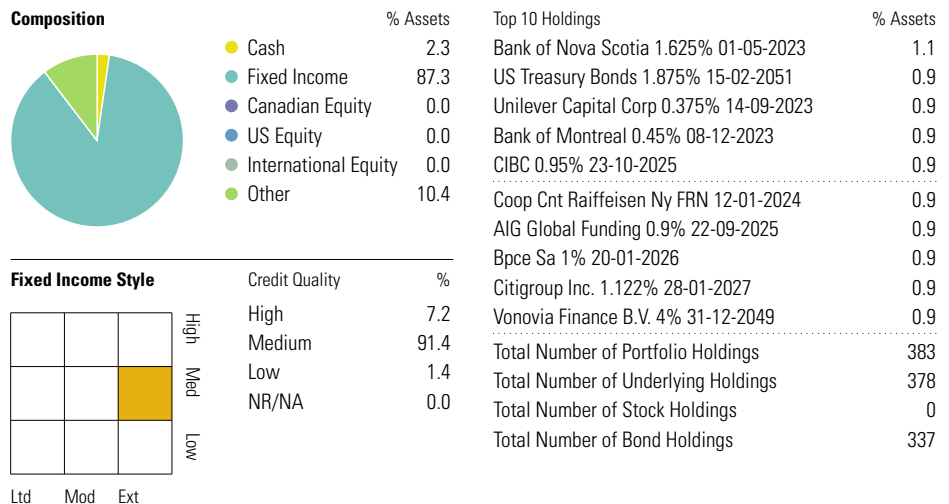 Composition % Assets
Cash 2.3
Fixed Income 87.3
Canadian Equity 0.0
US Equity 0.0
International Equity 0.0
Other 10.4
Fixed Income Style
High
Med
Low
Ltd Mod Ext
Credit Quality %
High 7.2
Medium 91.4
Low 1.4
NR/NA 0.0
Top 10 Holdings % Assets
Bank of Nova Scotia 1.625% 01-05-2023 1.1
US Treasury Bonds 1.875% 15-02-2051 0.9
Unilever Capital Corp 0.375% 14-09-2023 0.9
Bank of Montreal 0.45% 08-12-2023 0.9
CIBC 0.95% 23-10-2025 0.9
Coop Cnt Raiffeisen Ny FRN 12-01-2024 0.9
AIG Global Funding 0.9% 22-09-2025 0.9
Bpce Sa 1% 20-01-2026 0.9
Citigroup Inc. 1.122% 28-01-2027 0.9
Vonovia Finance B.V. 4% 31-12-2049 0.9
Total Number of Portfolio Holdings 383
Total Number of Underlying Holdings 378
Total Number of Stock Holdings 0
Total Number of Bond Holdings 337